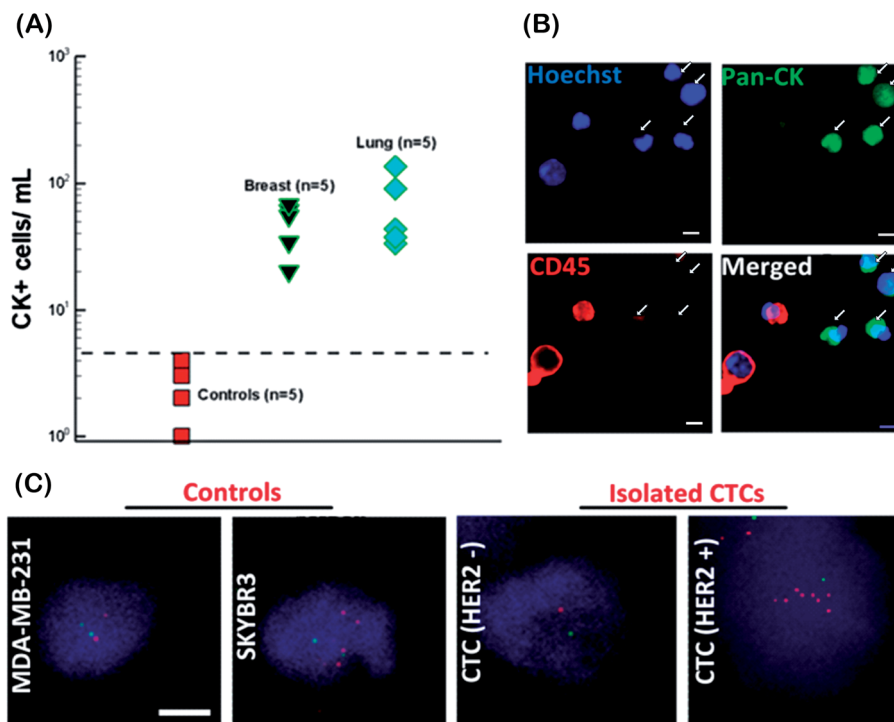 (A)
CK+ cells/ mL
10³
10²
10¹
10⁰
Breast (n=5)
Lung (n=5)
Controls (n=5)
(B)
Hoechst
Pan-CK
CD45
Merged
(C)
Controls
Isolated CTCs
MDA-MB-231
SKYBR3
CTC (HER2 -)
CTC (HER2 +)